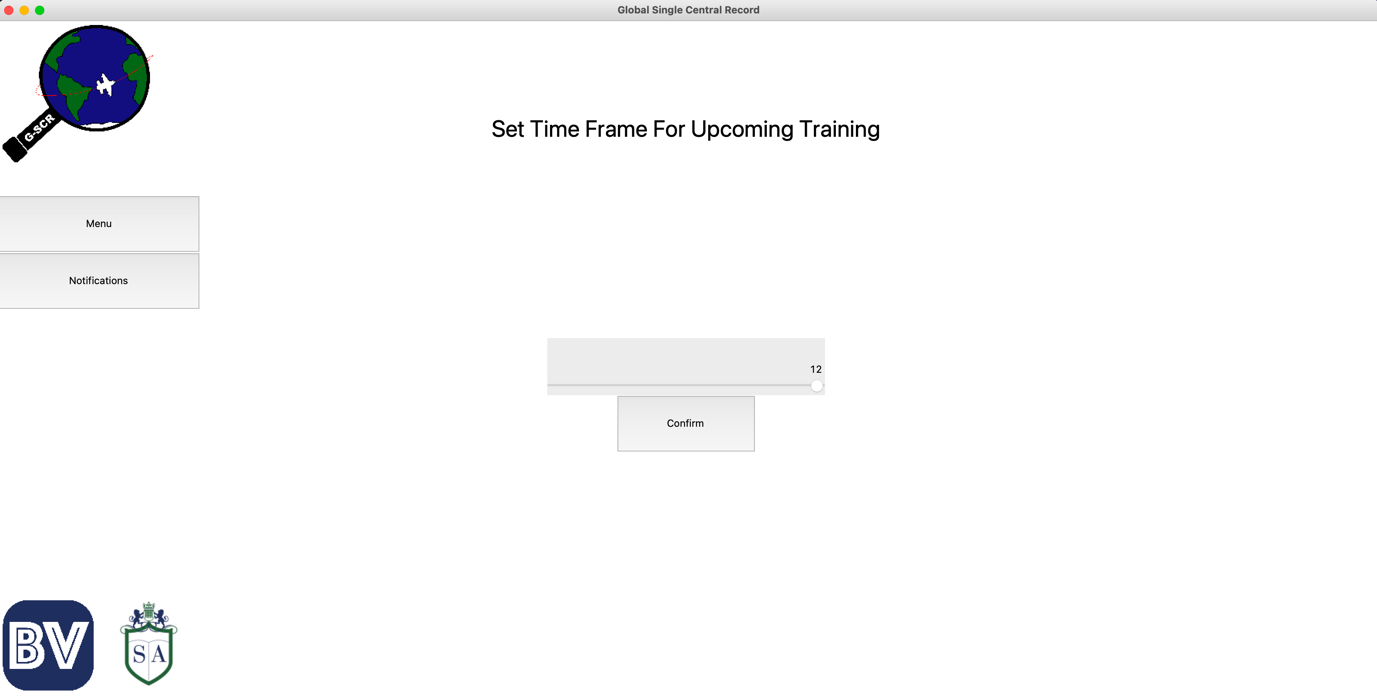 Global Single Central Record
G-SCR
Set Time Frame For Upcoming Training
Menu
Notifications
12
Confirm
BV
SA